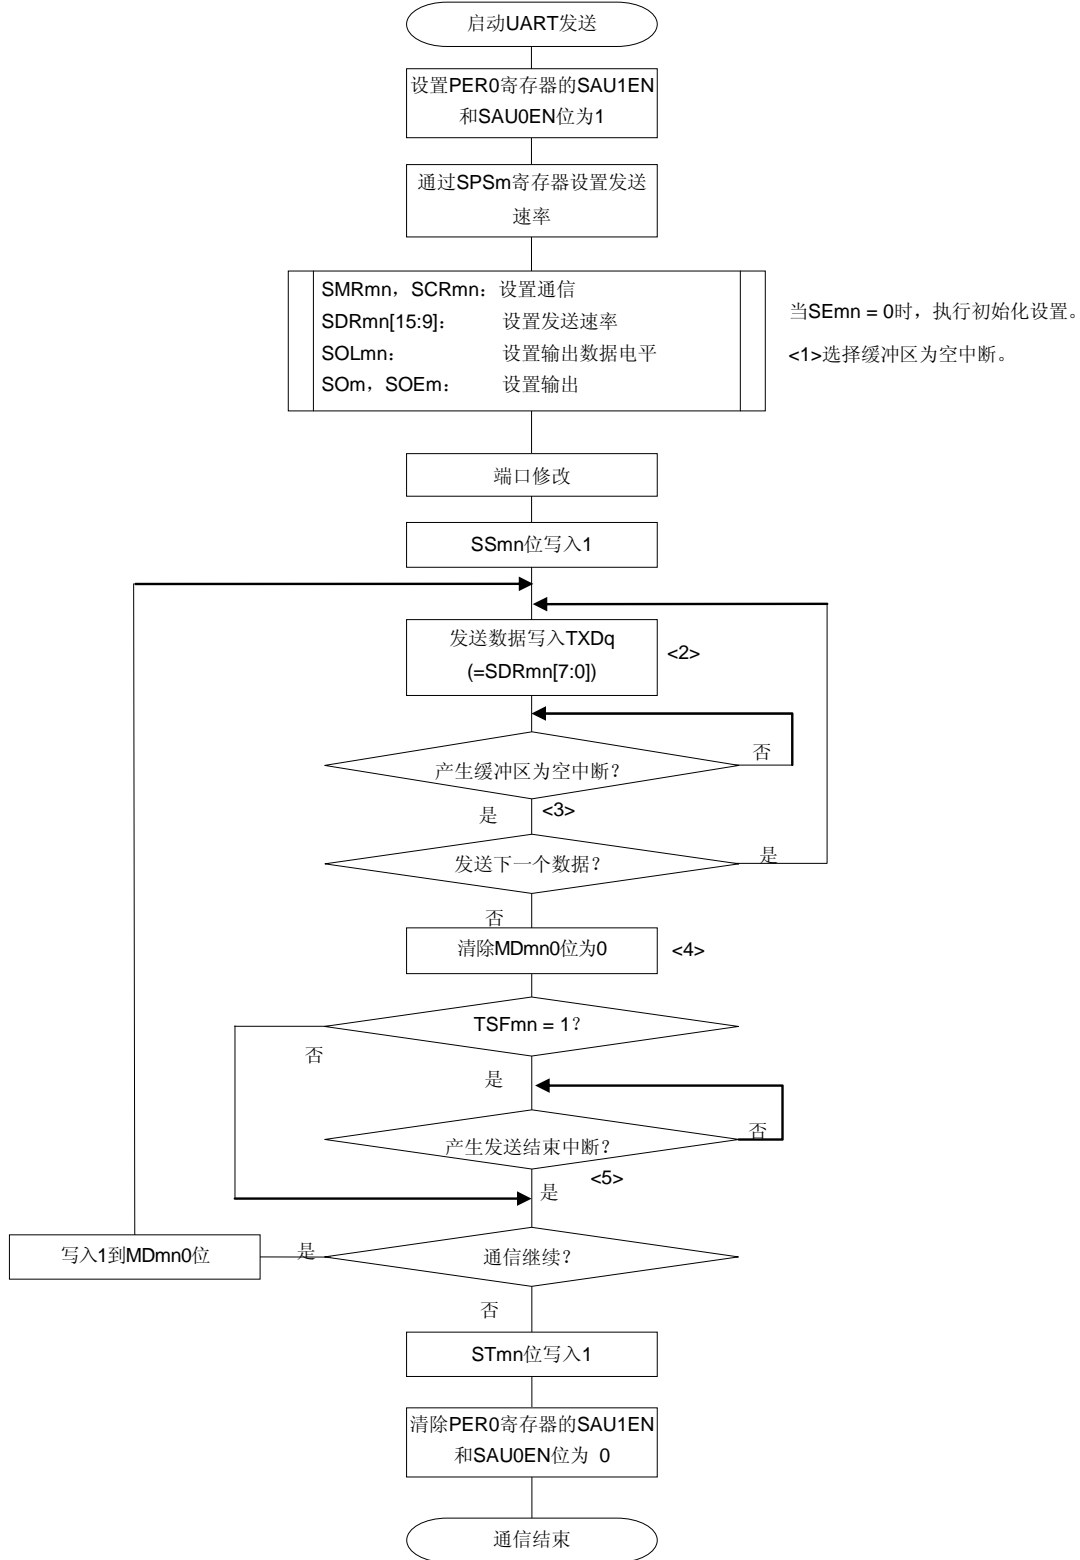 启动UART发送
设置PER0寄存器的SAU1EN
和SAU0EN位为1
通过SPSm寄存器设置发送
速率
SMRmn，SCRmn：设置通信
SDRmn[15:9]： 设置发送速率
SOLmn： 设置输出数据电平
SOm，SOEm： 设置输出
当SEmn = 0时，执行初始化设置。
<1>选择缓冲区为空中断。
端口修改
SSmn位写入1
发送数据写入TXDq
(=SDRmn[7:0])
<2>
否
产生缓冲区为空中断？
是
<3>
发送下一个数据？
是
否
清除MDmn0位为0
<4>
TSFmn = 1？
否
是
否
产生发送结束中断？
<5>
是
写入1到MDmn0位
是
通信继续？
否
STmn位写入1
清除PER0寄存器的SAU1EN
和SAU0EN位为 0
通信结束